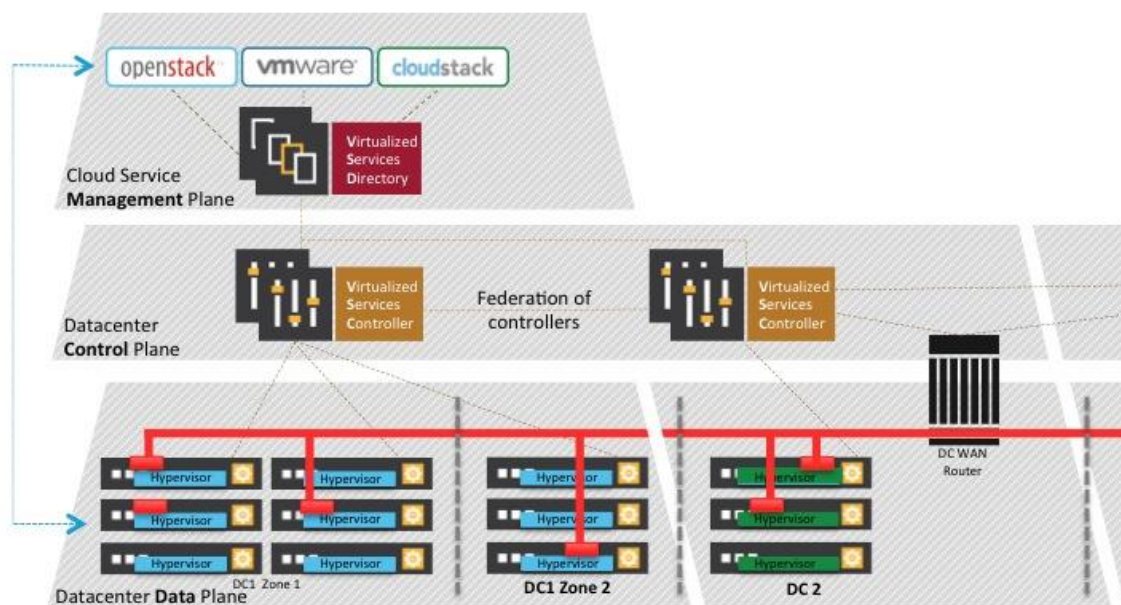 openstack™ vmware® cloudstack
Virtualized
Services
Directory
Cloud Service
Management Plane
Virtualized
Services
Controller
Federation of
controllers
Virtualized
Services
Controller
Datacenter
Control Plane
DC WAN
Router
Hypervisor Hypervisor Hypervisor Hypervisor
Hypervisor Hypervisor Hypervisor Hypervisor
Hypervisor Hypervisor Hypervisor Hypervisor
DC1 Zone 1
DC1 Zone 2
DC 2
Datacenter Data Plane